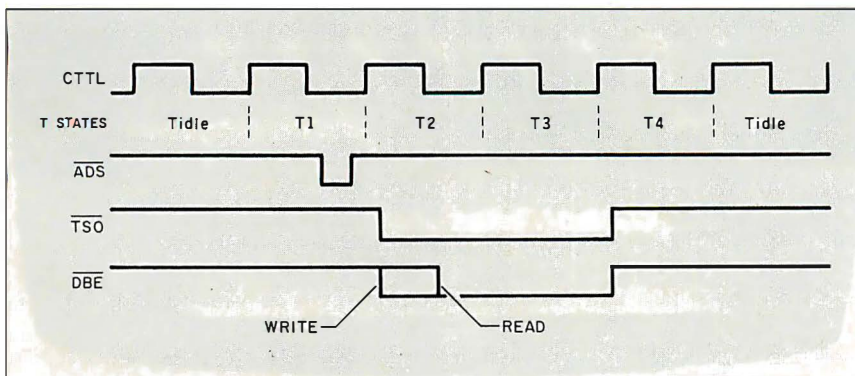 CTTL
T STATES Tidle T1 T2 T3 T4 Tidle
ADS
TSO
DBE
WRITE READ